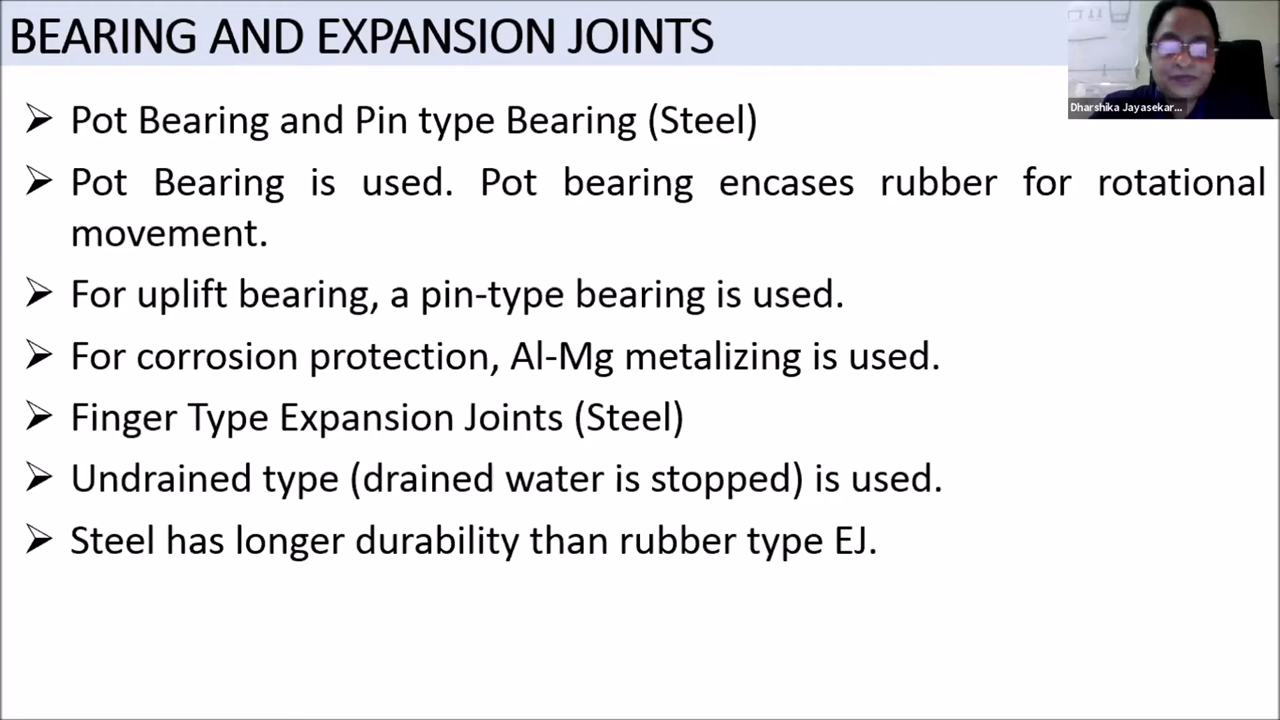 BEARING AND EXPANSION JOINTS
Dharshika Jayasekar...
➢ Pot Bearing and Pin type Bearing (Steel)
➢ Pot Bearing is used. Pot bearing encases rubber for rotational
movement.
➢ For uplift bearing, a pin-type bearing is used.
➢ For corrosion protection, Al-Mg metalizing is used.
➢ Finger Type Expansion Joints (Steel)
➢ Undrained type (drained water is stopped) is used.
➢ Steel has longer durability than rubber type EJ.